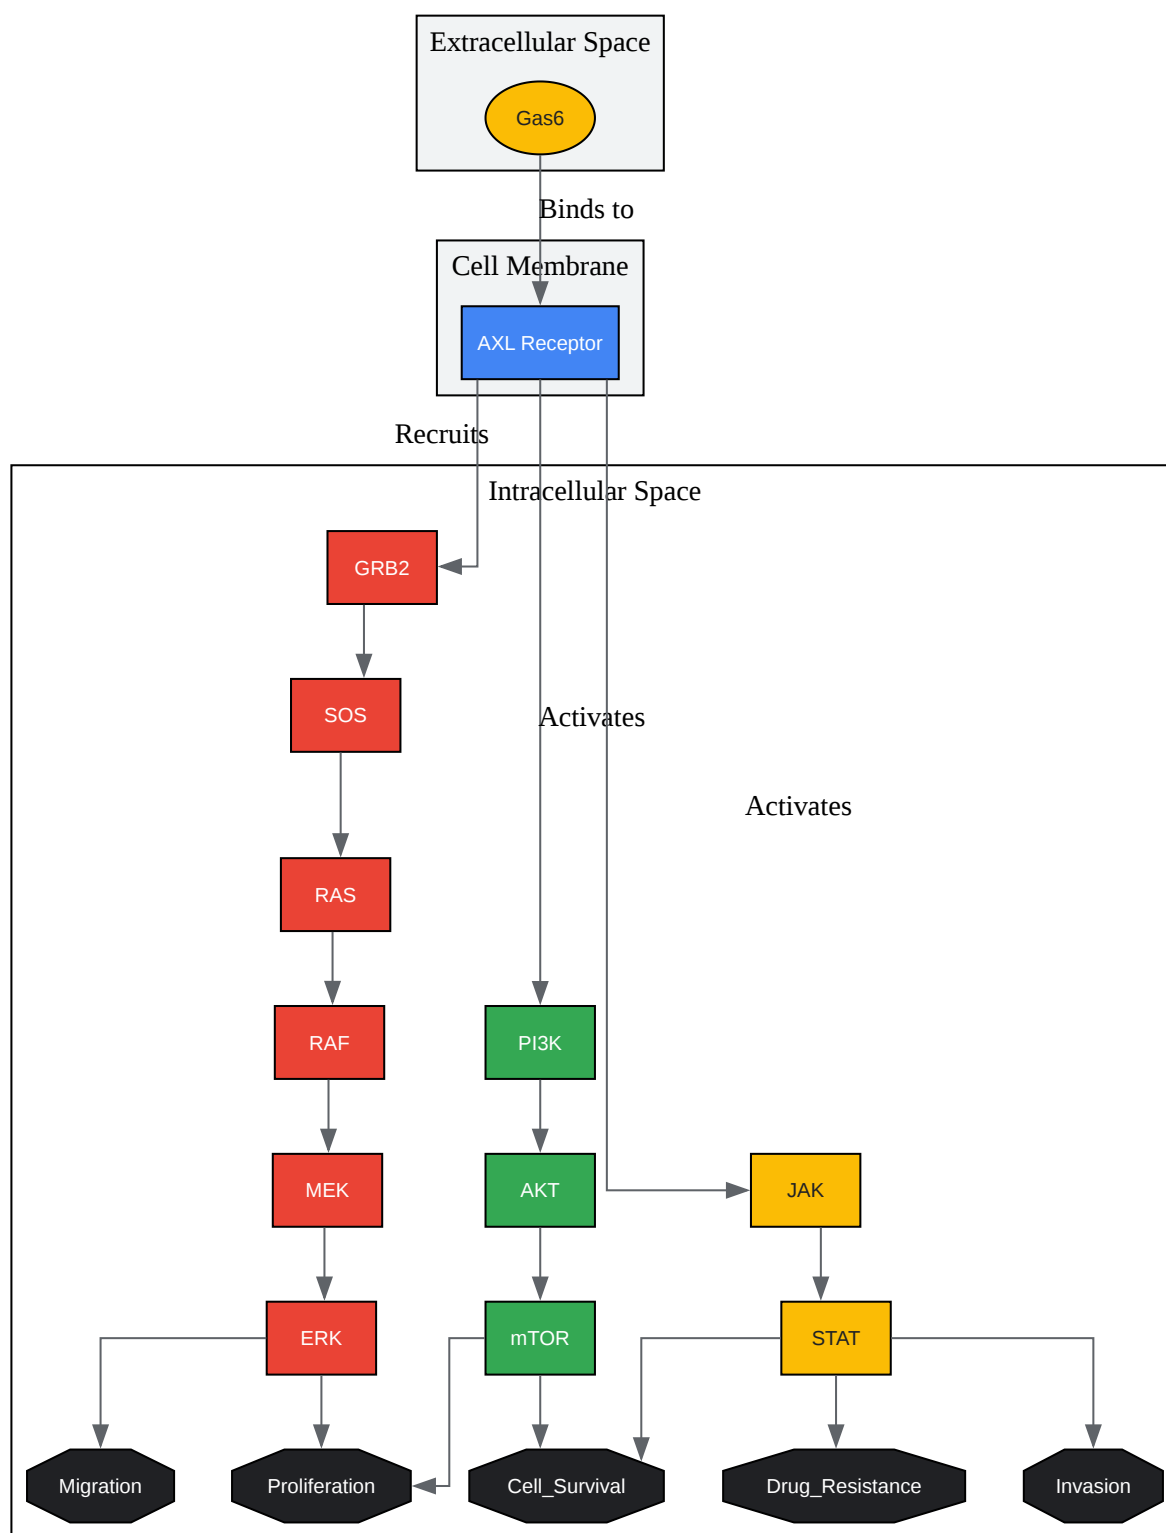 Extracellular Space
Gas6
Binds to
Cell Membrane
AXL Receptor
Recruits
Intracellular Space
GRB2
SOS
Activates
Activates
RAS
RAF
PI3K
MEK
AKT
JAK
ERK
mTOR
STAT
Migration
Proliferation
Cell_Survival
Drug_Resistance
Invasion